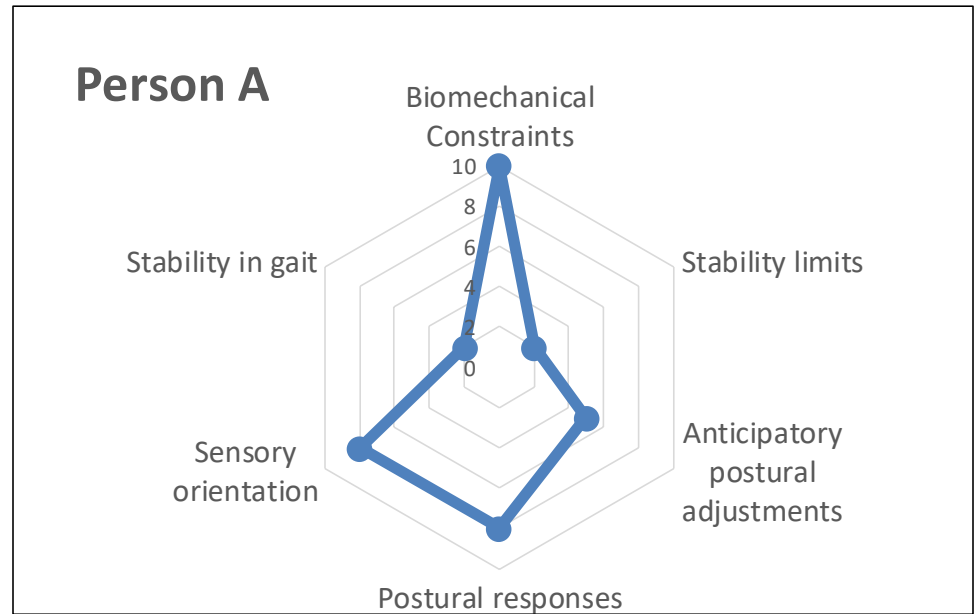 Person A
Biomechanical
Constraints
10
8
6
4
2
0
Stability in gait
Stability limits
Sensory
orientation
Anticipatory
postural
adjustments
Postural responses